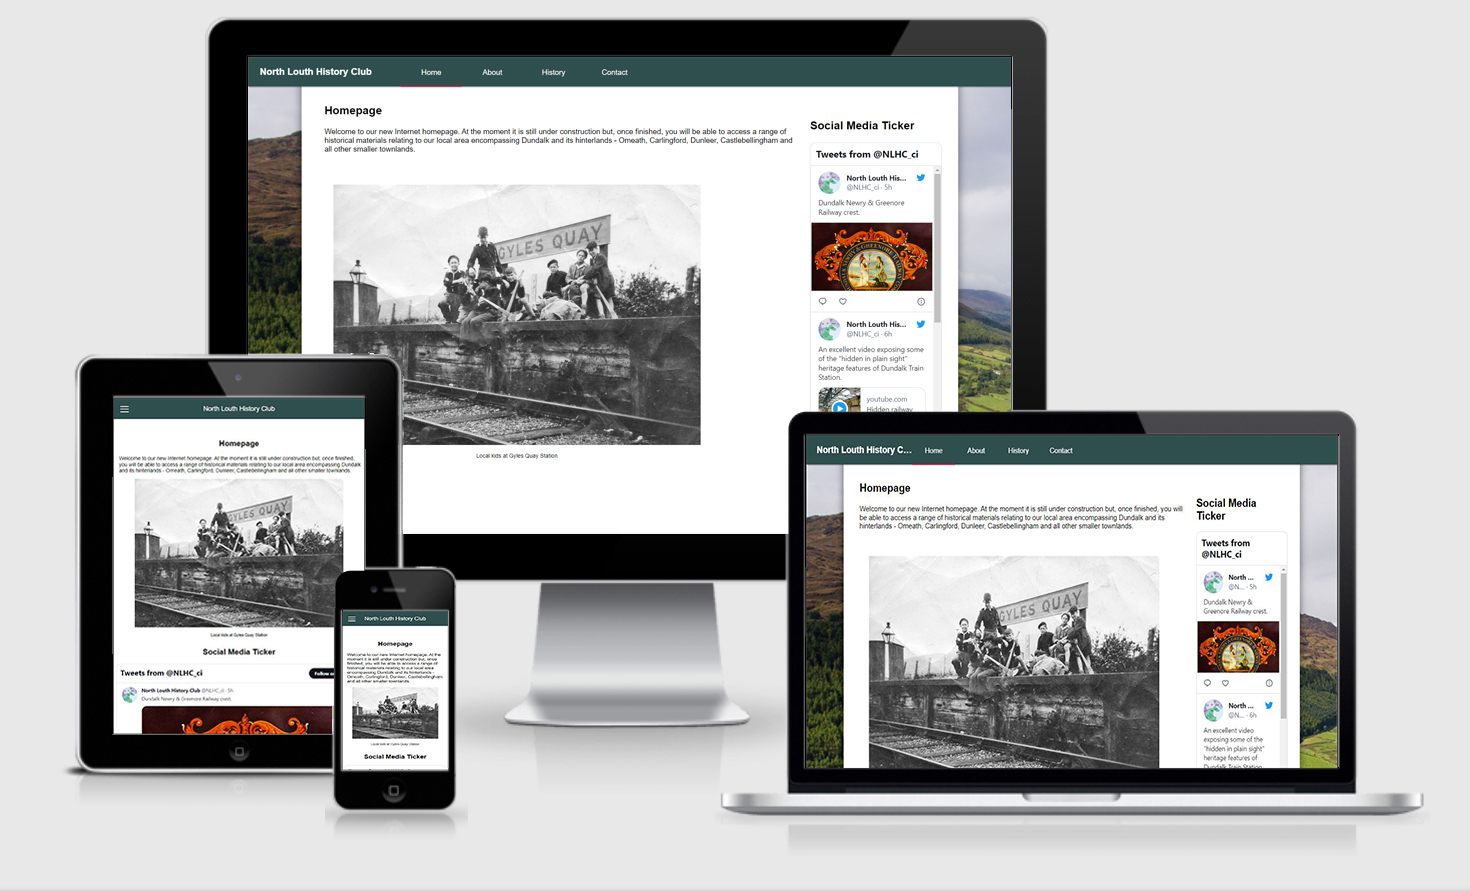 North Louth History Club
Home
About
History
Contact
Homepage
Welcome to our new Internet homepage. At the moment it is still under construction but, once finished, you will be able to access a range of
historical materials relating to our local area encompassing Dundalk and its hinterlands - Omeath, Carlingford, Dunleer, Castlebellingham and
all other smaller townlands.
GYLES QUAY
Local kids at Gyles Quay Station
Social Media Ticker
Tweets from @NLHC_ci
North Louth His...
@NLHC_ci · 5h
Dundalk Newry & Greenore
Railway crest.
North Louth His...
@NLHC_ci · 6h
An excellent video exposing some
of the "hidden in plain sight"
heritage features of Dundalk Train
Station.
youtube.com
Hidden railway
North Louth History Club
Homepage
Welcome to our new Internet homepage. At the moment it is still under construction but, once finished,
you will be able to access a range of historical materials relating to our local area encompassing Dundalk
and its hinterlands - Omeath, Carlingford, Dunleer, Castlebellingham and all other smaller townlands.
GYLES QUAY
Local kids at Gyles Quay Station
Social Media Ticker
Tweets from @NLHC_ci
Follow
North Louth History Club @NLHC_ci · 5h
Dundalk Newry & Greenore Railway crest.
North Louth History Club
Homepage
Welcome to our new Internet homepage. At the
moment it is still under construction but, once
finished, you will be able to access a range of
historical materials relating to our local area
encompassing Dundalk and its hinterlands -
Omeath, Carlingford, Dunleer, Castlebellingham
and all other smaller townlands.
Local kids at Gyles Quay Station
Social Media Ticker
North Louth History C...
Home
About
History
Contact
Homepage
Welcome to our new Internet homepage. At the moment it is still under construction but, once finished, you will
be able to access a range of historical materials relating to our local area encompassing Dundalk and its
hinterlands - Omeath, Carlingford, Dunleer, Castlebellingham and all other smaller townlands.
GYLES QUAY
Social Media
Ticker
Tweets from
@NLHC_ci
North ...
@N... · 5h
Dundalk Newry &
Greenore Railway crest.
North ...
@N... · 6h
An excellent video
exposing some of the
"hidden in plain sight"
heritage features of
Dundalk Train Station.